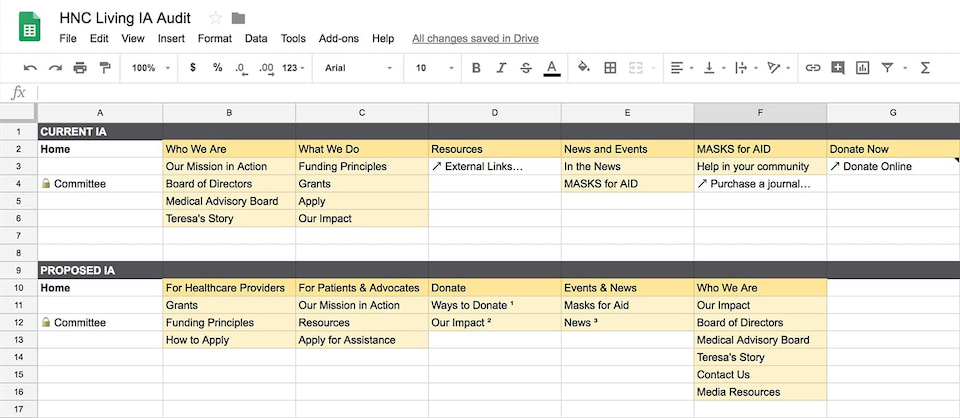 HNC Living IA Audit
File Edit View Insert Format Data Tools Add-ons Help All changes saved in Drive
100% $ % .0 .00 123 Arial 10 B I S A Σ
fx
A B C D E F G
1 CURRENT IA
2 Home Who We Are What We Do Resources News and Events MASKS for AID Donate Now
3 Our Mission in Action Funding Principles ↗ External Links... In the News Help in your community ↗ Donate Online
4 🔒 Committee Board of Directors Grants MASKS for AID ↗ Purchase a journal...
5 Medical Advisory Board Apply
6 Teresa's Story Our Impact
7
8
9 PROPOSED IA
10 Home For Healthcare Providers For Patients & Advocates Donate Events & News Who We Are
11 Grants Our Mission in Action Ways to Donate ¹ Masks for Aid Our Impact
12 🔒 Committee Funding Principles Resources Our Impact ² News ³ Board of Directors
13 How to Apply Apply for Assistance Medical Advisory Board
14 Teresa's Story
15 Contact Us
16 Media Resources
17